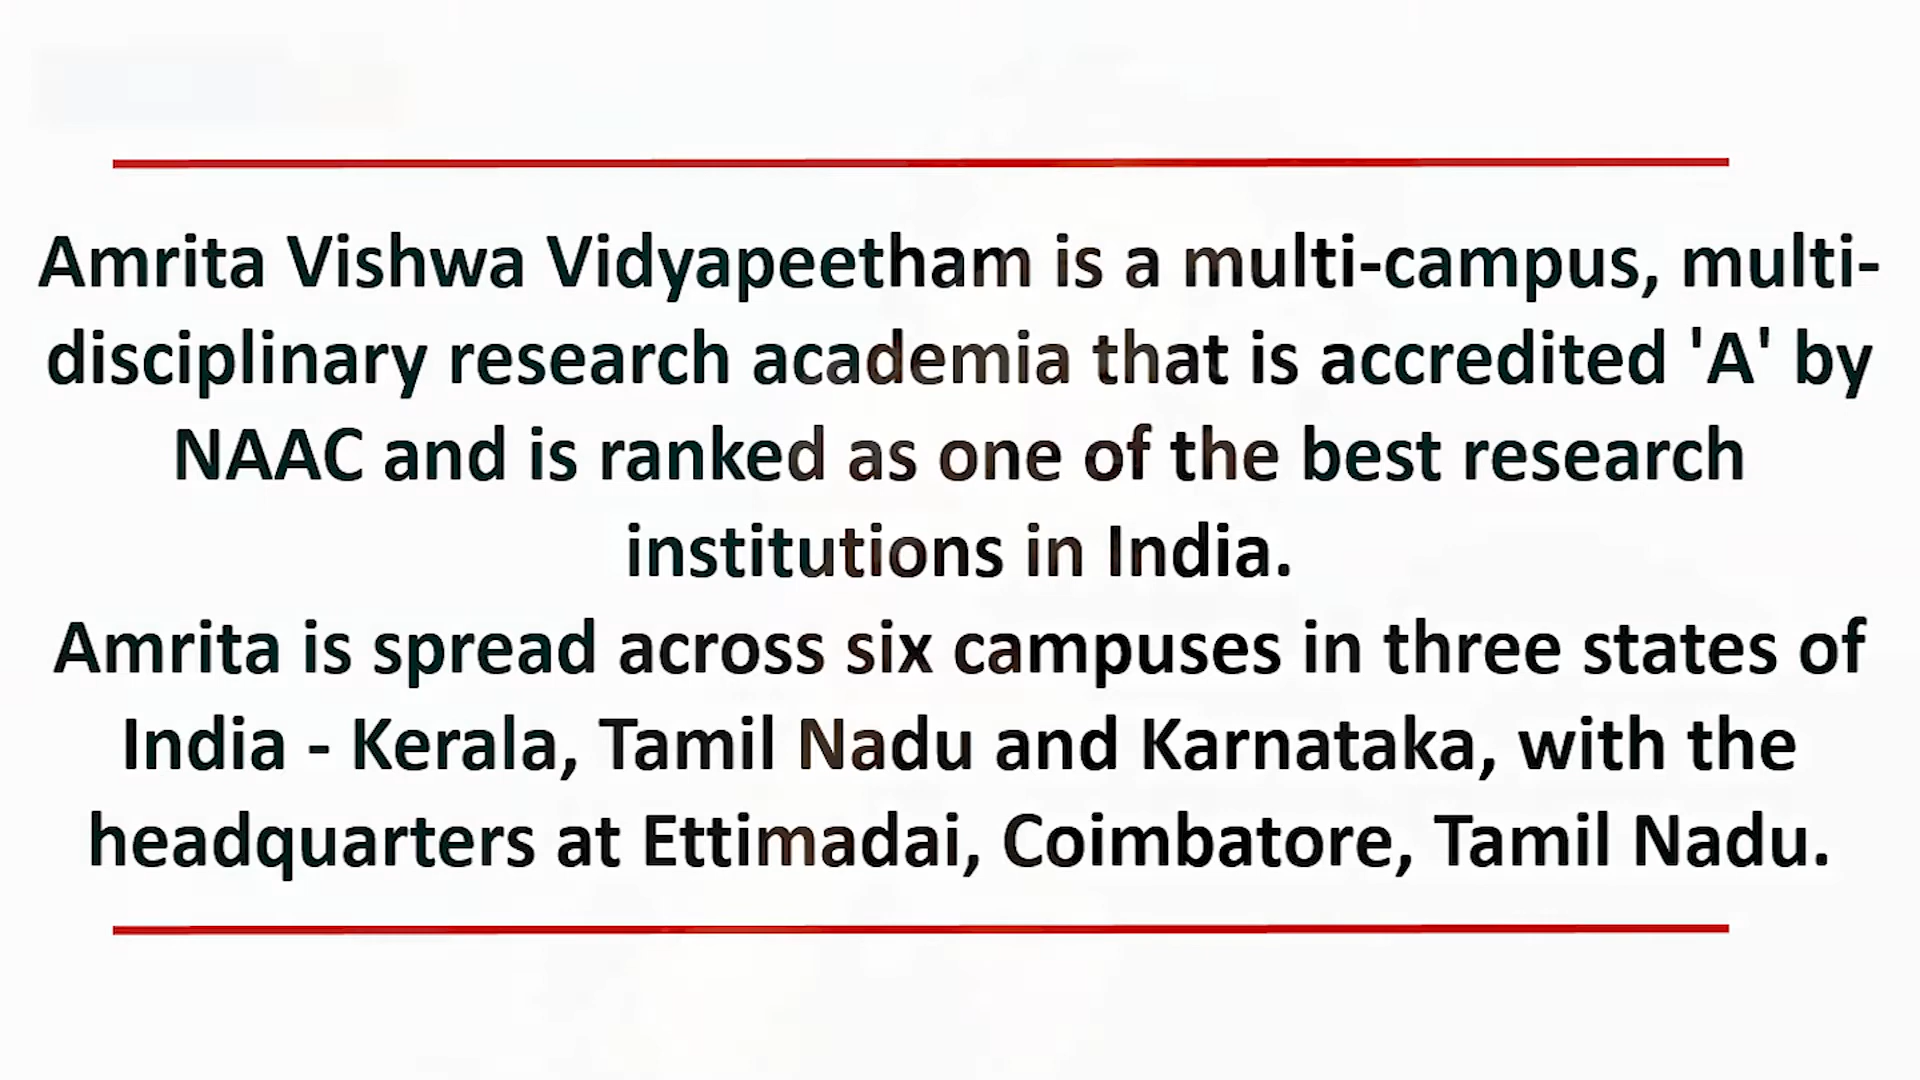 Amrita Vishwa Vidyapeetham is a multi-campus, multi-
disciplinary research academia that is accredited 'A' by
NAAC and is ranked as one of the best research
institutions in India.
Amrita is spread across six campuses in three states of
India - Kerala, Tamil Nadu and Karnataka, with the
headquarters at Ettimadai, Coimbatore, Tamil Nadu.